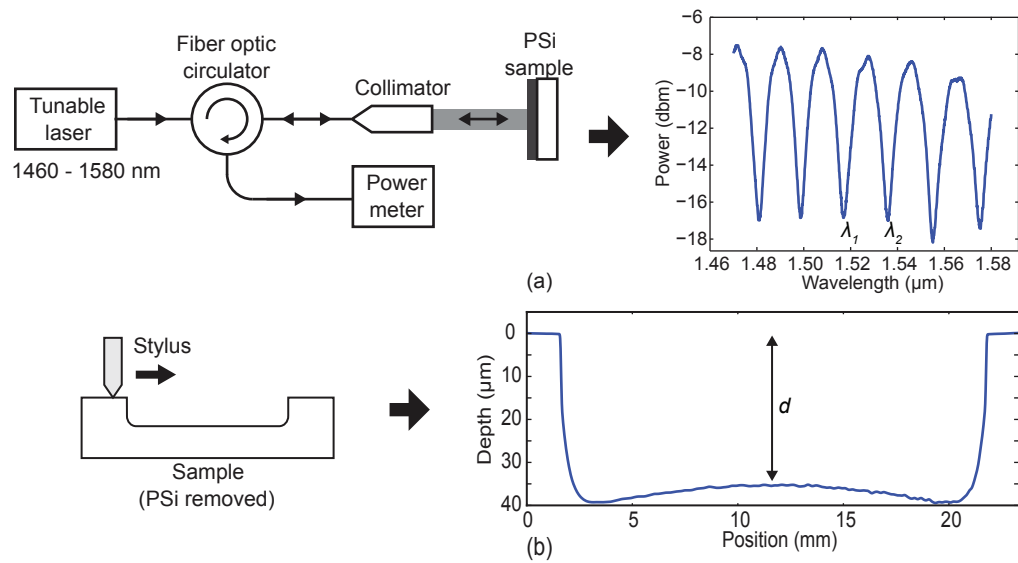 Fiber optic
circulator
Tunable
laser
1460 - 1580 nm
Collimator
PSi
sample
Power
meter
Power (dbm)
−6
−8
−10
−12
−14
−16
−18
λ1
λ2
1.46 1.48 1.50 1.52 1.54 1.56 1.58
Wavelength (μm)
(a)
Stylus
Sample
(PSi removed)
Depth (μm)
0
10
20
30
40
d
0 5 10 15 20
Position (mm)
(b)